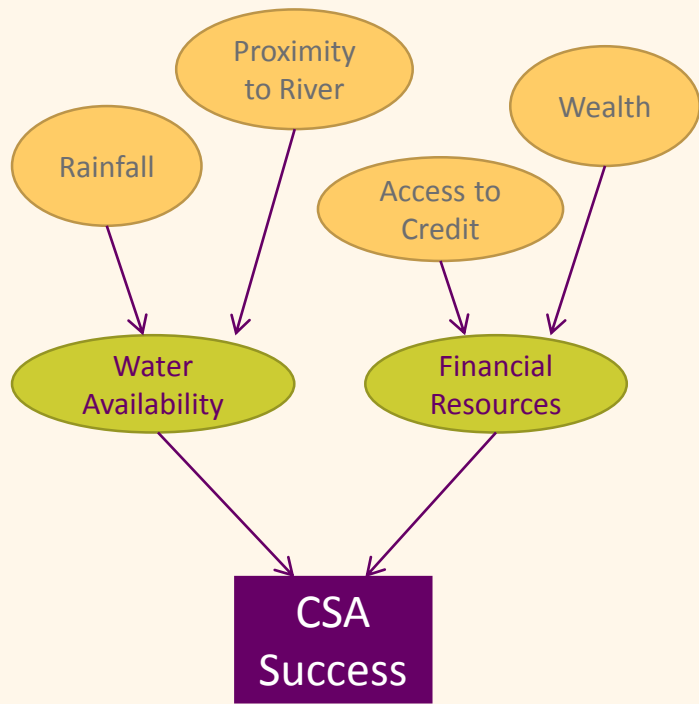 Proximity
to River
Wealth
Rainfall
Access to
Credit
Water
Availability
Financial
Resources
CSA
Success